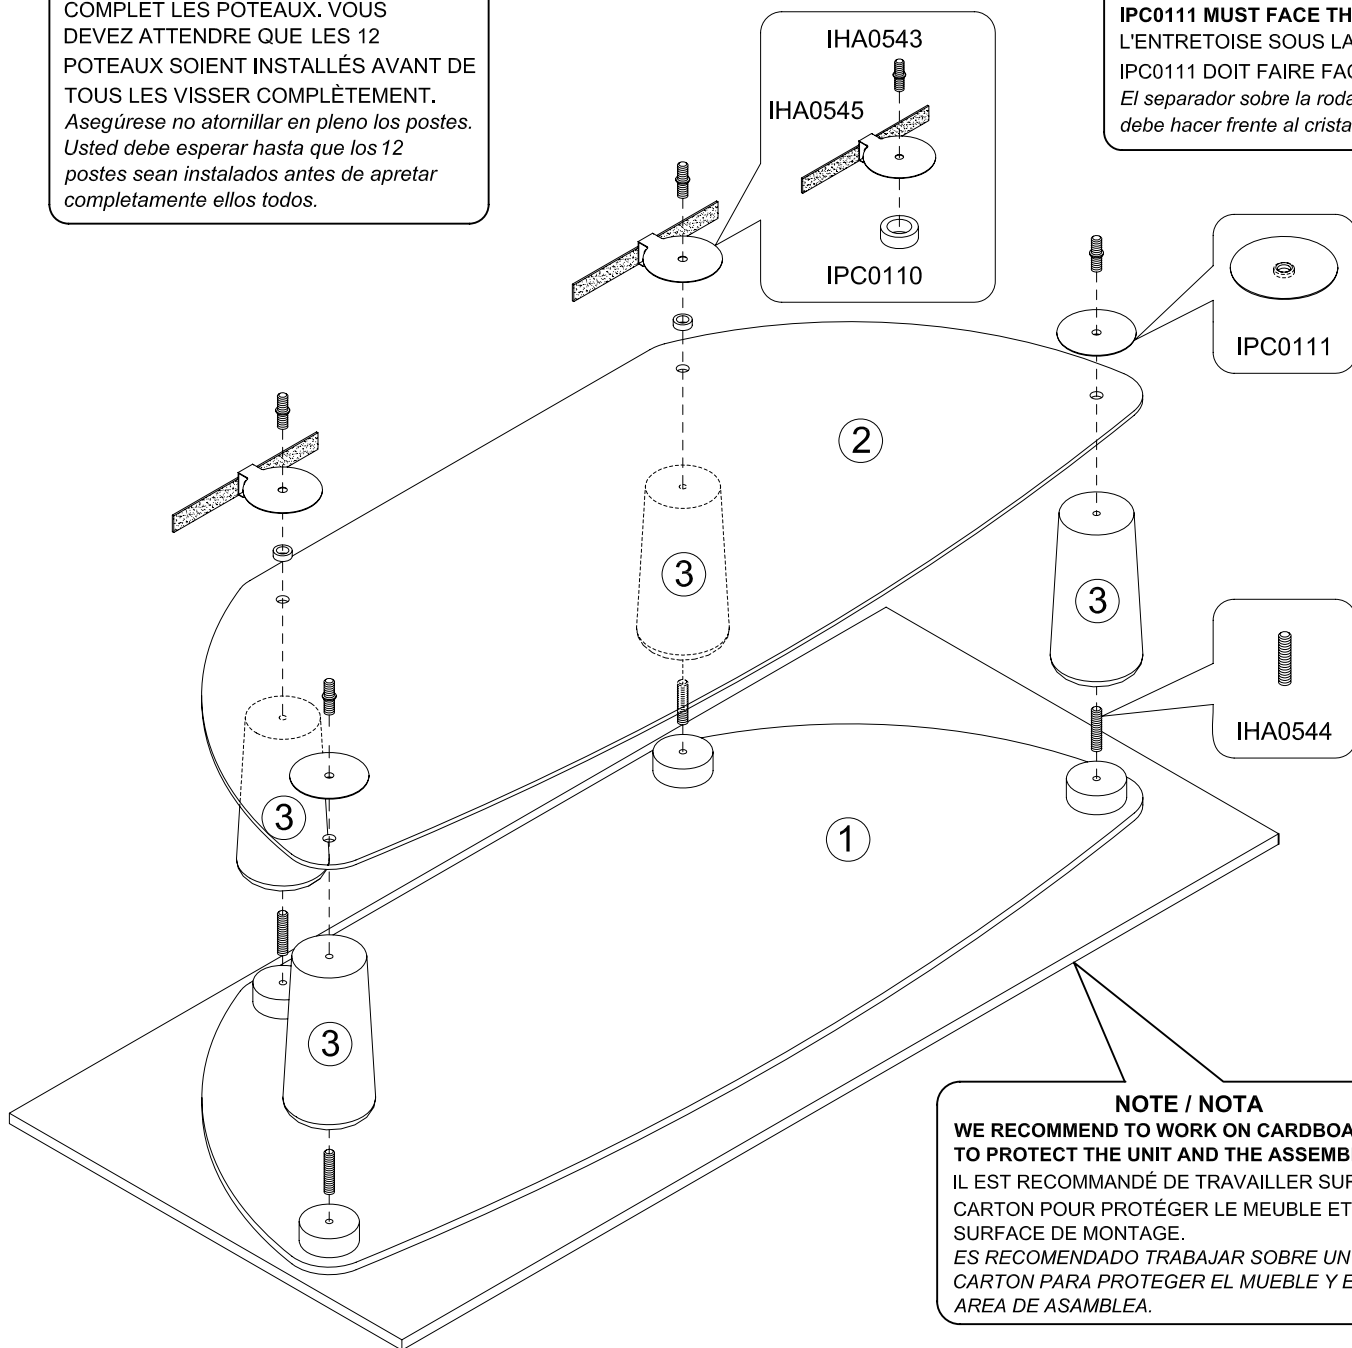 COMPLET LES POTEAUX. VOUS
DEVEZ ATTENDRE QUE LES 12
POTEAUX SOIENT INSTALLÉS AVANT DE
TOUS LES VISSER COMPLÈTEMENT.
Asegúrese no atornillar en pleno los postes.
Usted debe esperar hasta que los 12
postes sean instalados antes de apretar
completamente ellos todos.
IHA0543
IHA0545
IPC0110
IPC0111 MUST FACE TH
L'ENTRETOISE SOUS LA
IPC0111 DOIT FAIRE FAC
El separador sobre la roda
debe hacer frente al crista
IPC0111
2
3
3
IHA0544
3
1
3
NOTE / NOTA
WE RECOMMEND TO WORK ON CARDBOA
TO PROTECT THE UNIT AND THE ASSEMB
IL EST RECOMMANDÉ DE TRAVAILLER SUR
CARTON POUR PROTÉGER LE MEUBLE ET
SURFACE DE MONTAGE.
ES RECOMENDADO TRABAJAR SOBRE UN
CARTON PARA PROTEGER EL MUEBLE Y E
AREA DE ASAMBLEA.